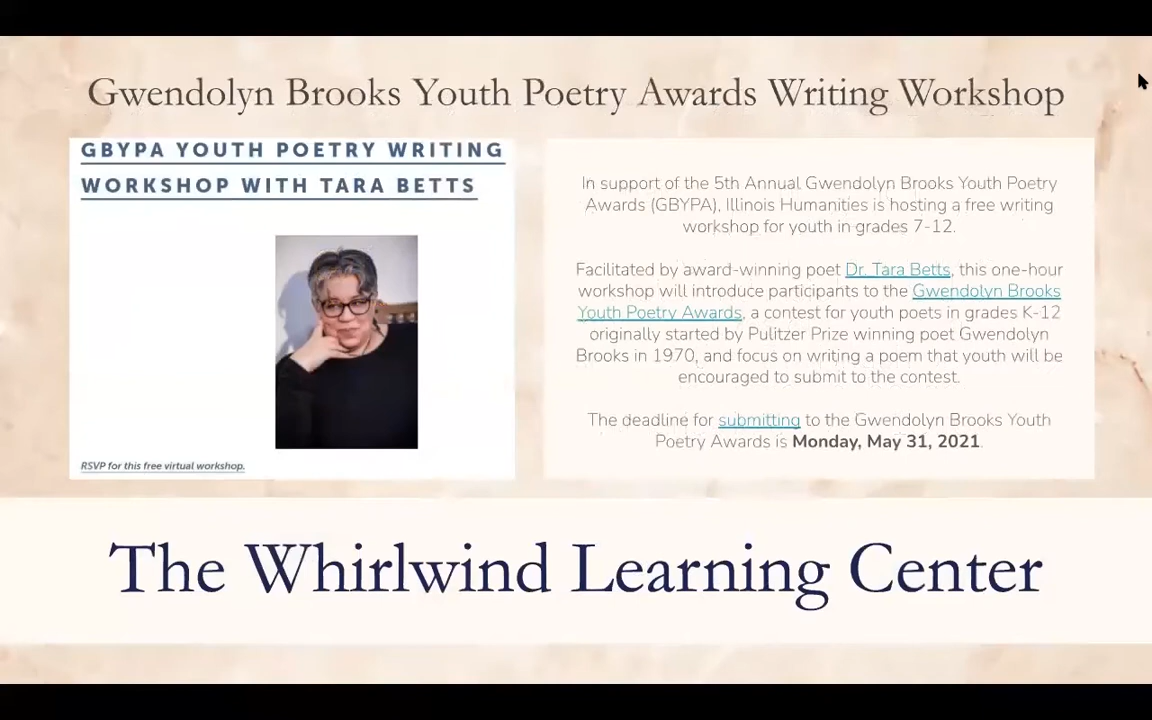 Gwendolyn Brooks Youth Poetry Awards Writing Workshop
GBYPA YOUTH POETRY WRITING
WORKSHOP WITH TARA BETTS
RSVP for this free virtual workshop.
In support of the 5th Annual Gwendolyn Brooks Youth Poetry
Awards (GBYPA), Illinois Humanities is hosting a free writing
workshop for youth in grades 7-12.
Facilitated by award-winning poet Dr. Tara Betts, this one-hour
workshop will introduce participants to the Gwendolyn Brooks
Youth Poetry Awards, a contest for youth poets in grades K-12
originally started by Pulitzer Prize winning poet Gwendolyn
Brooks in 1970, and focus on writing a poem that youth will be
encouraged to submit to the contest.
The deadline for submitting to the Gwendolyn Brooks Youth
Poetry Awards is Monday, May 31, 2021.
The Whirlwind Learning Center